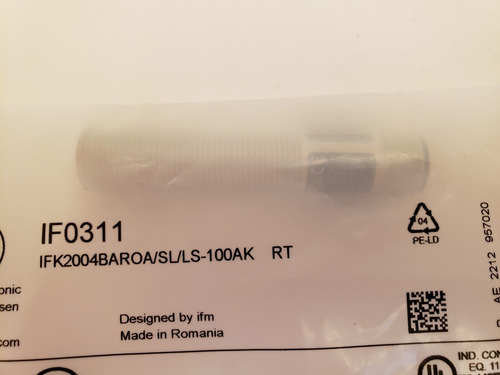 IF0311
IFK2004BAROA/SL/LS-100AK RT
04
PE-LD
Designed by ifm
Made in Romania
AE 2212 957020
onic
sen
com
IND. CON
EQ. 11
UL